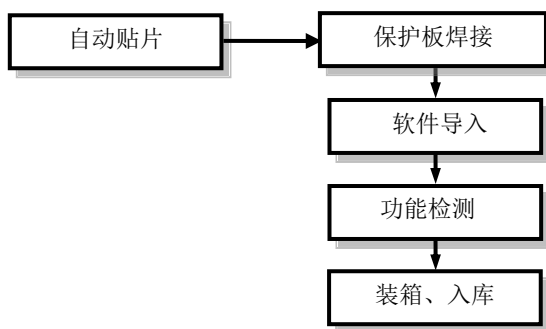 自动贴片
保护板焊接
软件导入
功能检测
装箱、入库